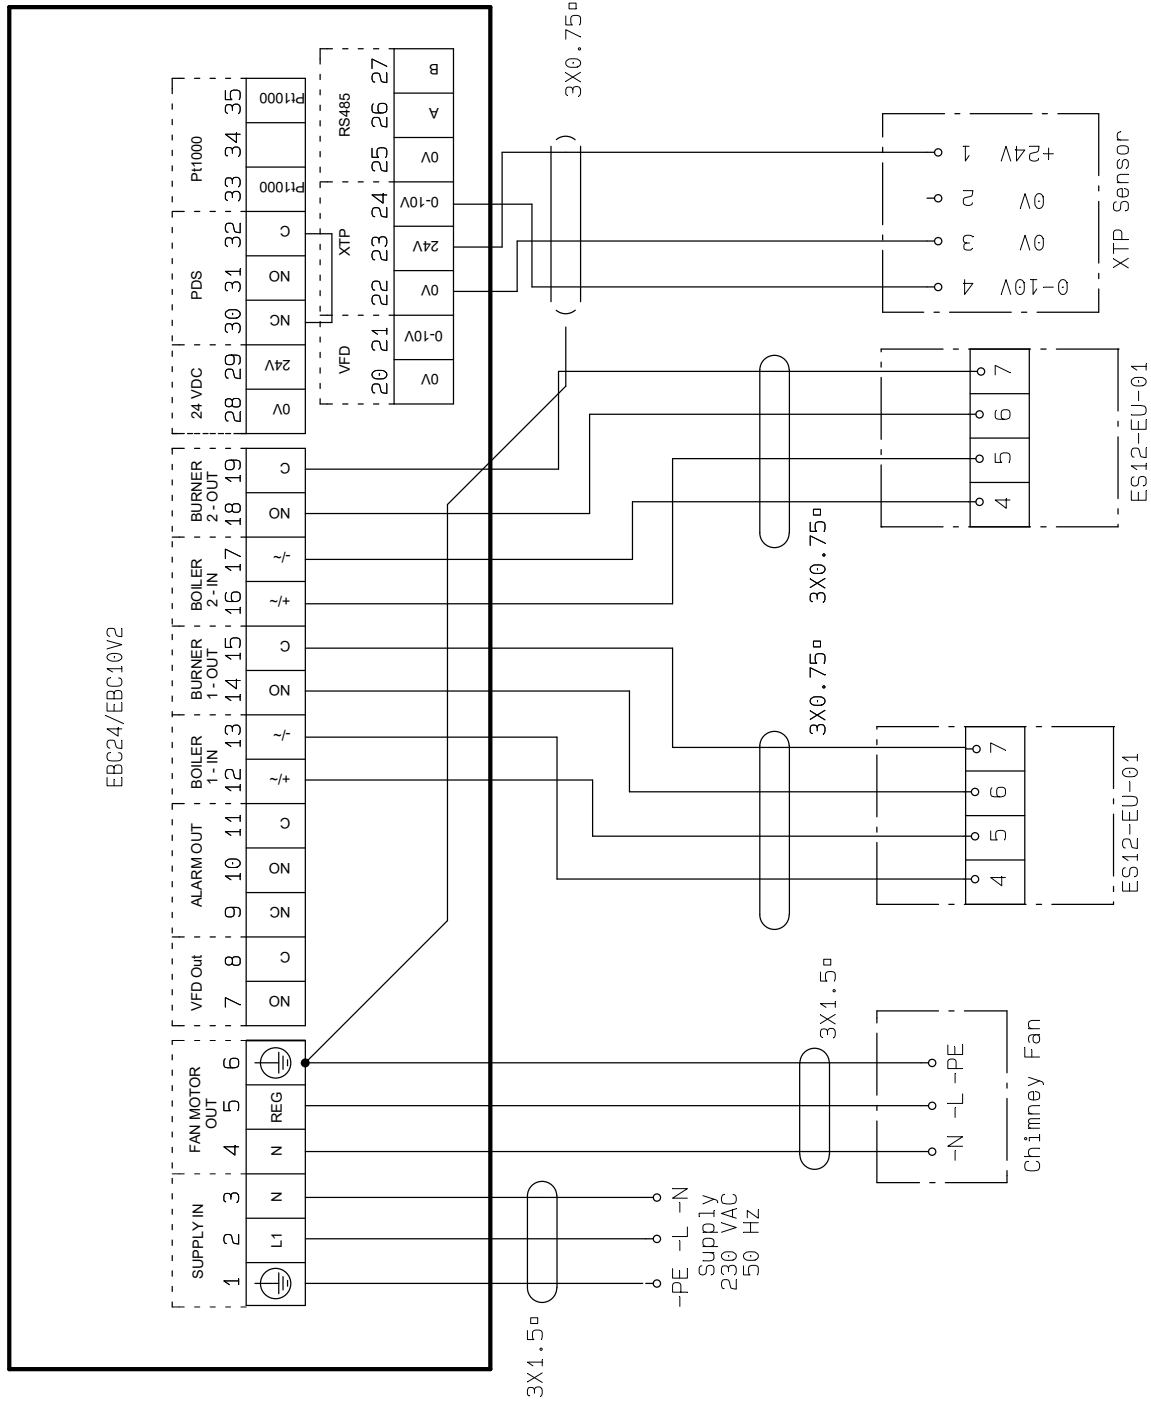 EBC24/EBC10V2
SUPPLY IN
1 2 3
L1 N
FAN MOTOR
OUT
4 5 6
N REG
VFD Out
7 8
NO C
ALARM OUT
9 10 11
NC NO C
BOILER
1 - IN
12 13
+/~ -/~
BURNER
1 - OUT
14 15
NO C
BOILER
2 - IN
16 17
+/~ -/~
BURNER
2 - OUT
18 19
NO C
24 VDC
28 29
0V 24V
PDS
30 31 32
NC NO C
Pt1000
33 34 35
Pt1000 Pt1000
VFD
20 21
0V 0-10V
XTP
22 23 24
0V 24V 0-10V
RS485
25 26 27
0V A B
3X1.5▫
-PE -L -N
Supply
230 VAC
50 Hz
3X1.5▫
-N -L -PE
Chimney Fan
3X0.75▫
4 5 6 7
ES12-EU-01
3X0.75▫
4 5 6 7
ES12-EU-01
3X0.75▫
4 3 2 1
0-10V 0V 0V +24V
XTP Sensor